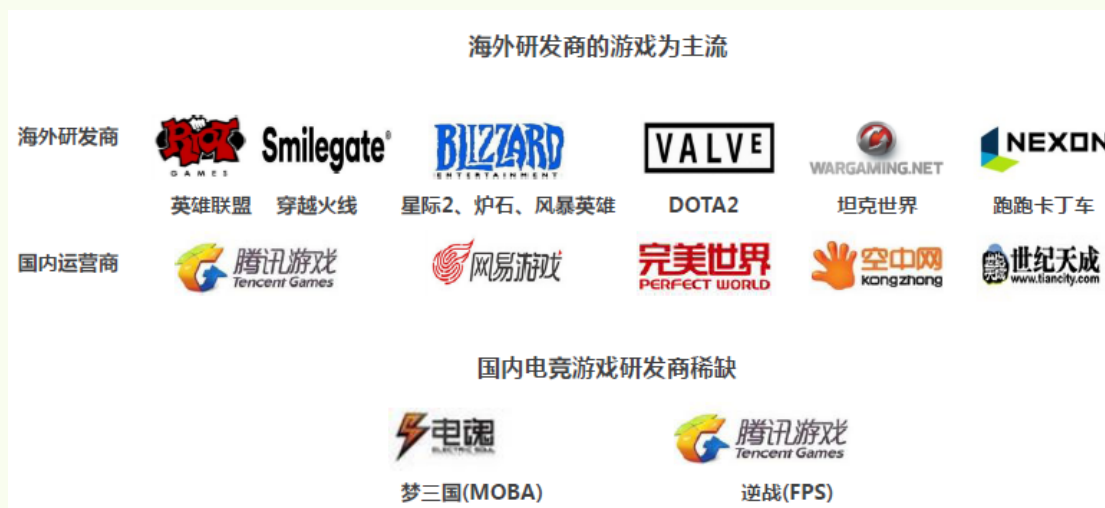 海外研发商的游戏为主流
海外研发商
RIOT GAMES
Smilegate
BLIZZARD ENTERTAINMENT
VALVE
WARGAMING.NET
NEXON
英雄联盟 穿越火线 星际2、炉石、风暴英雄 DOTA2 坦克世界 跑跑卡丁车
国内运营商
腾讯游戏
Tencent Games
网易游戏
完美世界
PERFECT WORLD
空中网
kongzhong
世纪天成
www.tiancity.com
国内电竞游戏研发商稀缺
电魂
ELECTRIC SOUL
腾讯游戏
Tencent Games
梦三国(MOBA) 逆战(FPS)